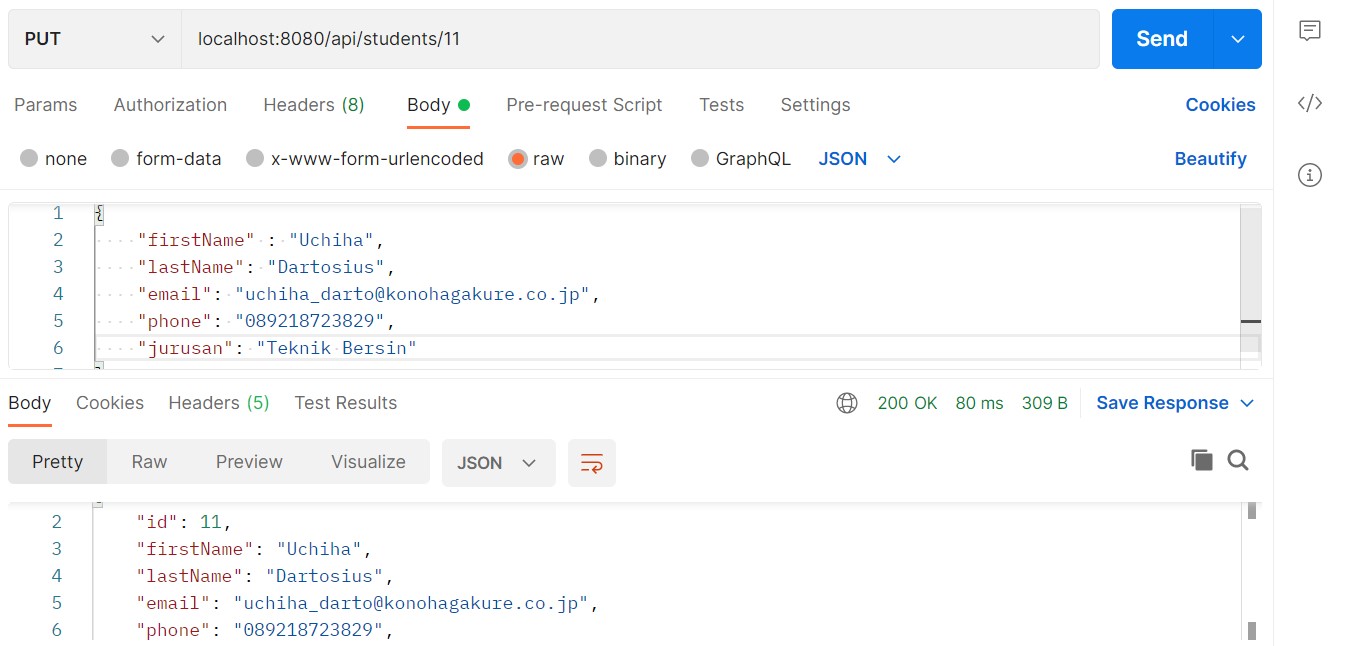 PUT localhost:8080/api/students/11 Send
Params Authorization Headers (8) Body Pre-request Script Tests Settings Cookies
none form-data x-www-form-urlencoded raw binary GraphQL JSON Beautify
1 {
2 "firstName" : "Uchiha",
3 "lastName": "Dartosius",
4 "email": "uchiha_darto@konohagakure.co.jp",
5 "phone": "089218723829",
6 "jurusan": "Teknik Bersin"
Body Cookies Headers (5) Test Results 200 OK 80 ms 309 B Save Response
Pretty Raw Preview Visualize JSON
2 "id": 11,
3 "firstName": "Uchiha",
4 "lastName": "Dartosius",
5 "email": "uchiha_darto@konohagakure.co.jp",
6 "phone": "089218723829",